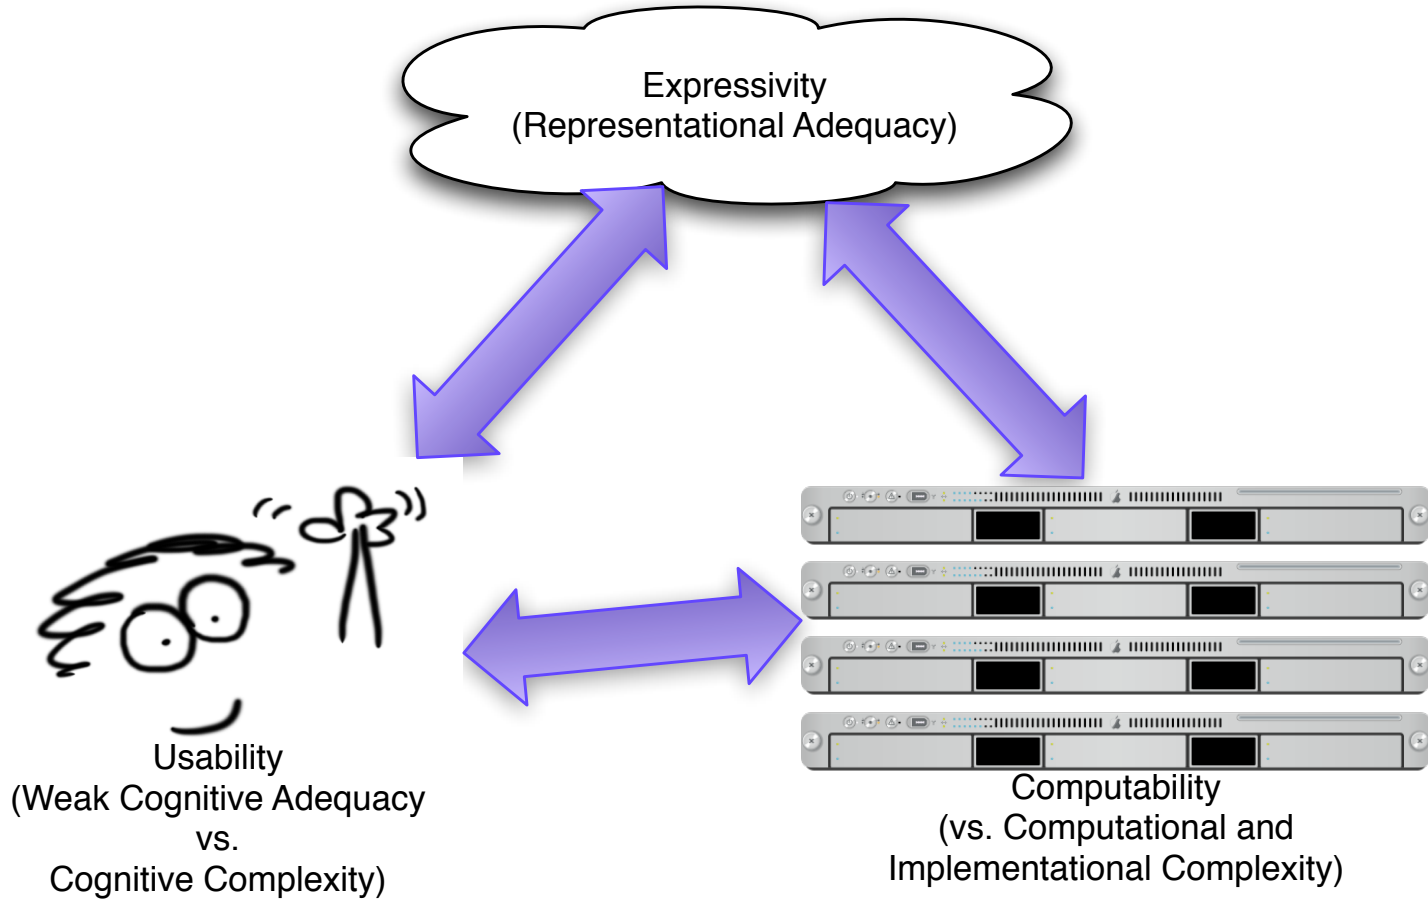 Expressivity
(Representational Adequacy)
Usability
(Weak Cognitive Adequacy
vs.
Cognitive Complexity)
Computability
(vs. Computational and
Implementational Complexity)